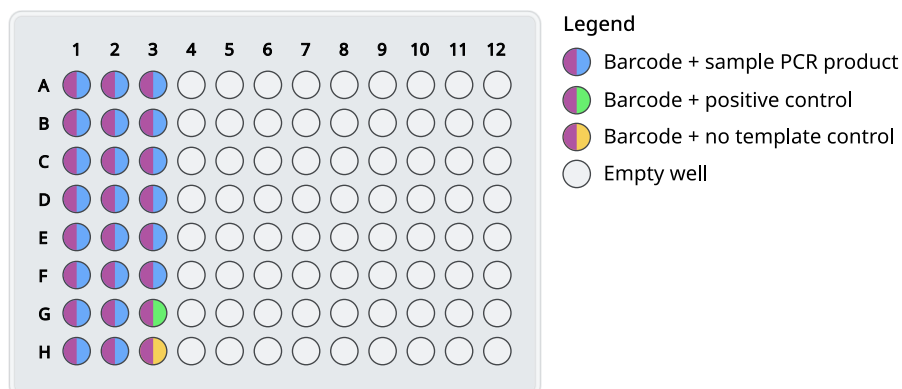 Legend
1 2 3 4 5 6 7 8 9 10 11 12
A
Barcode + sample PCR product
B
Barcode + positive control
C
Barcode + no template control
D
Empty well
E
F
G
H